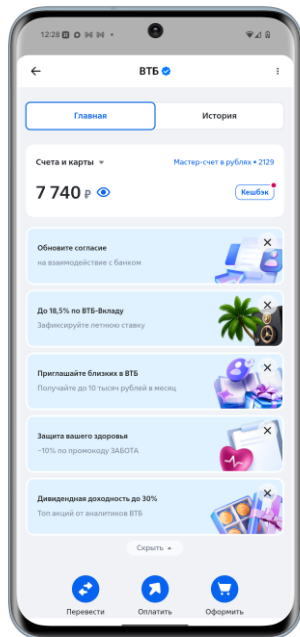 12:28
ВТБ
Главная
История
Счета и карты
Мастер-счет в рублях • 2129
7 740 ₽
Кешбэк
Обновите согласие
на взаимодействие с банком
До 18,5% по ВТБ-Вкладу
Зафиксируйте летнюю ставку
Приглашайте близких в ВТБ
Получайте до 10 тысяч рублей в месяц
Защита вашего здоровья
-10% по промокоду ЗАБОТА
Дивидендная доходность до 30%
Топ акций от аналитиков ВТБ
Скрыть
Перевести
Оплатить
Оформить